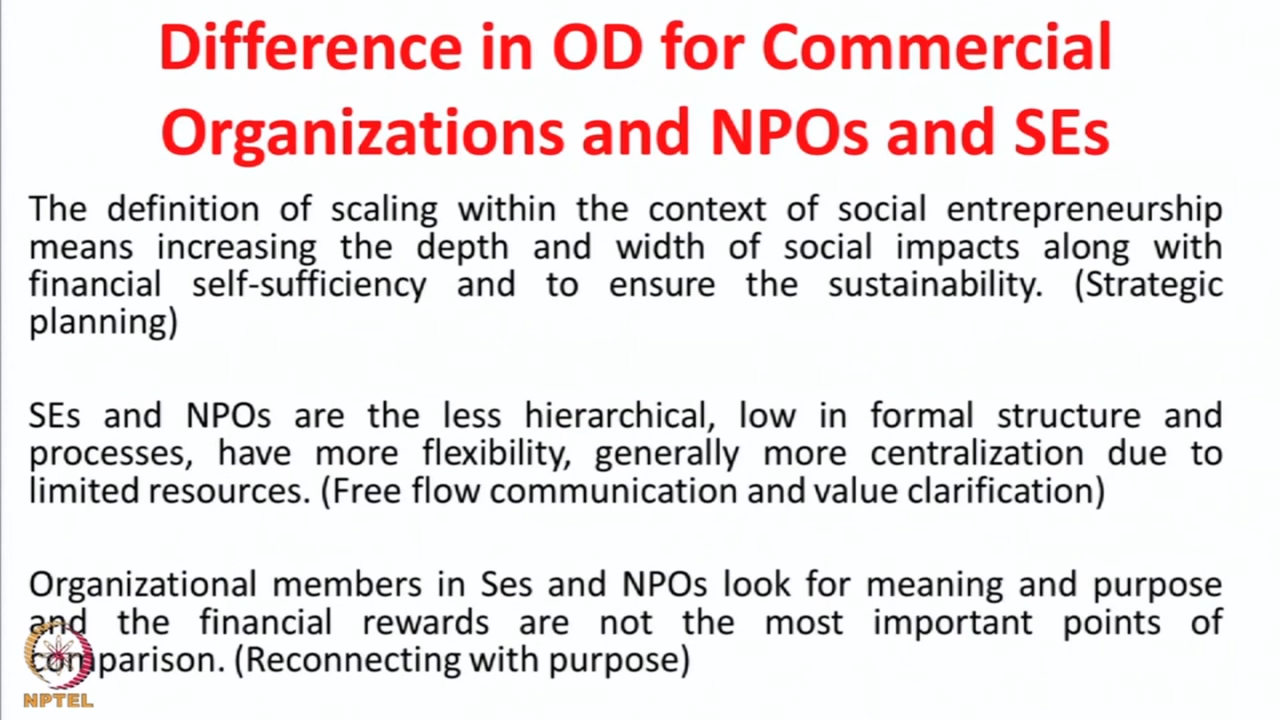 Difference in OD for Commercial
Organizations and NPOs and SEs
The definition of scaling within the context of social entrepreneurship
means increasing the depth and width of social impacts along with
financial self-sufficiency and to ensure the sustainability. (Strategic
planning)
SEs and NPOs are the less hierarchical, low in formal structure and
processes, have more flexibility, generally more centralization due to
limited resources. (Free flow communication and value clarification)
Organizational members in Ses and NPOs look for meaning and purpose
and the financial rewards are not the most important points of
comparison. (Reconnecting with purpose)
NPTEL